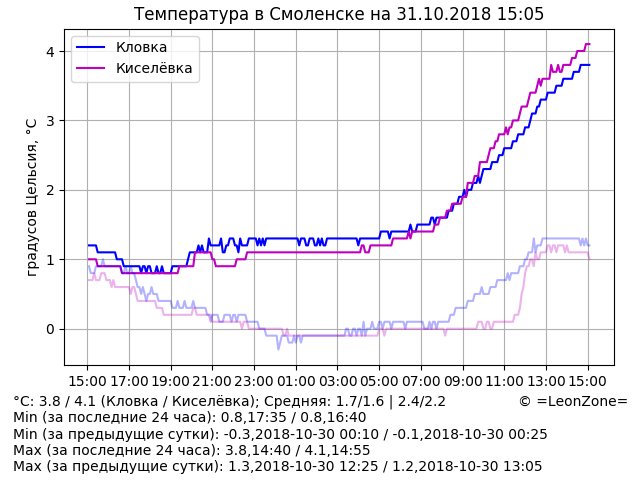 Температура в Смоленске на 31.10.2018 15:05
Кловка
Киселёвка
градусов Цельсия, °C
4
3
2
1
0
15:00 17:00 19:00 21:00 23:00 01:00 03:00 05:00 07:00 09:00 11:00 13:00 15:00
°C: 3.8 / 4.1 (Кловка / Киселёвка); Средняя: 1.7/1.6 | 2.4/2.2 © =LeonZone=
Min (за последние 24 часа): 0.8,17:35 / 0.8,16:40
Min (за предыдущие сутки): -0.3,2018-10-30 00:10 / -0.1,2018-10-30 00:25
Max (за последние 24 часа): 3.8,14:40 / 4.1,14:55
Max (за предыдущие сутки): 1.3,2018-10-30 12:25 / 1.2,2018-10-30 13:05